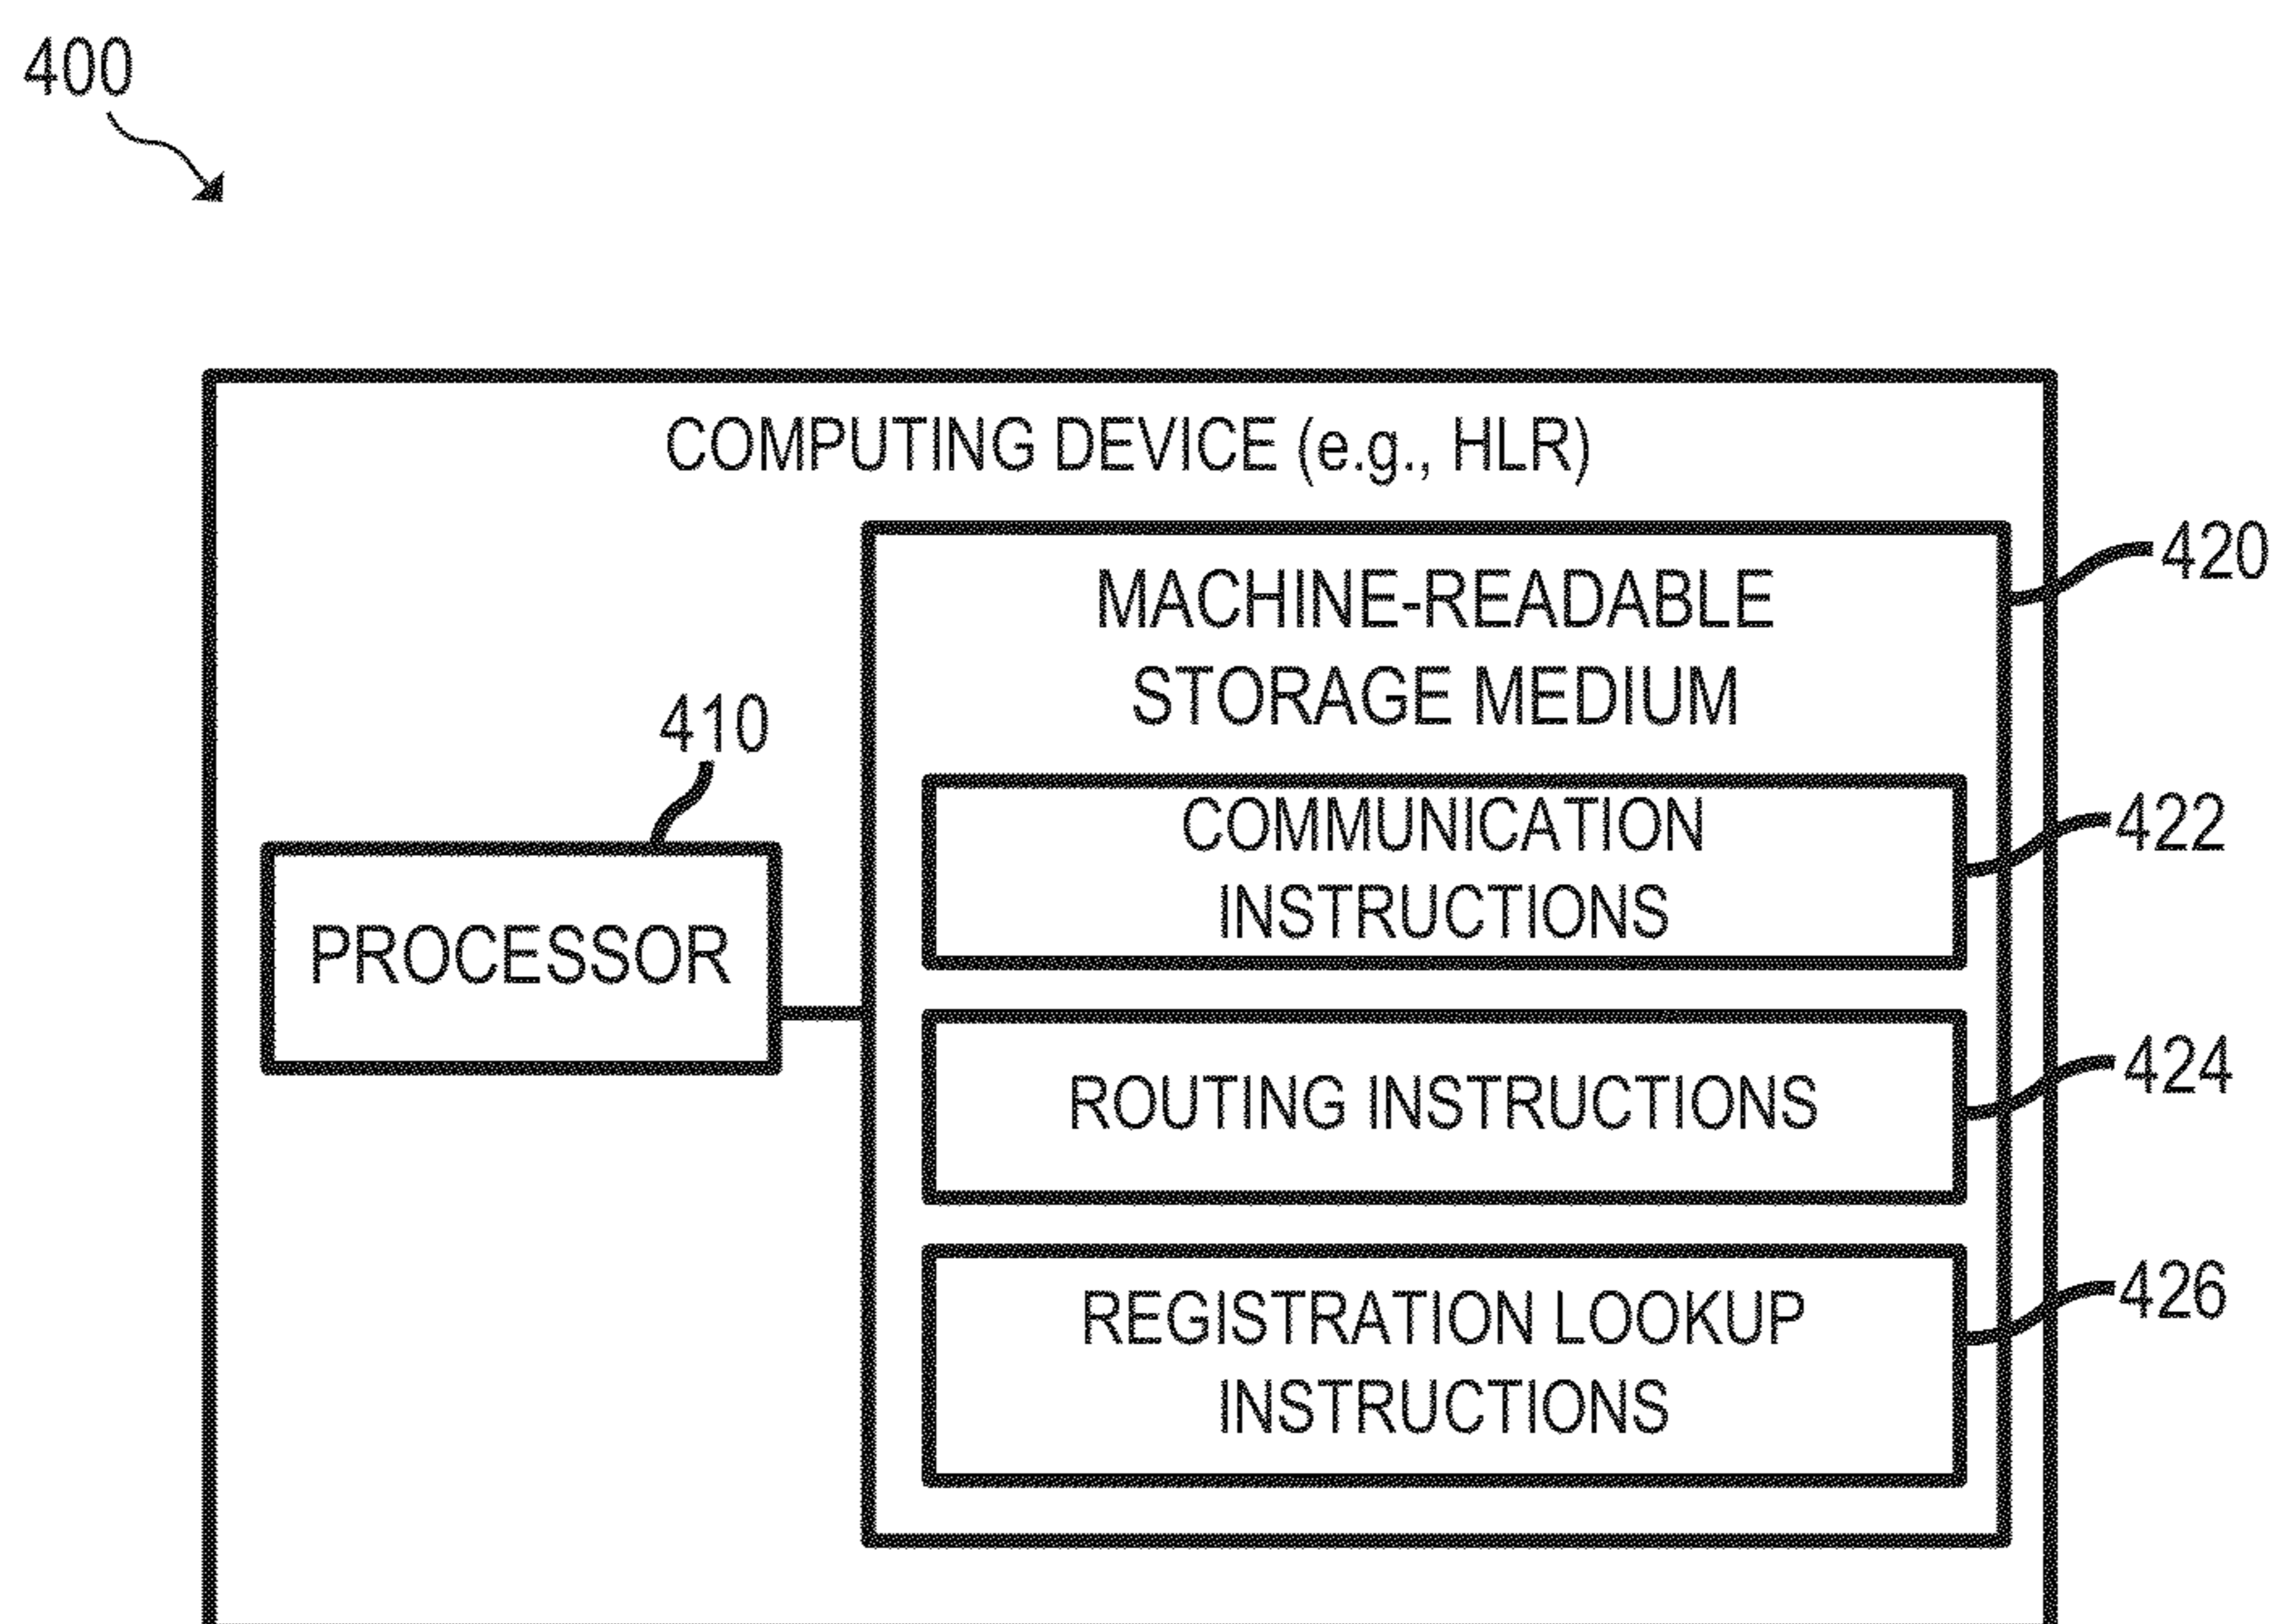 400
COMPUTING DEVICE (e.g., HLR)
MACHINE-READABLE
STORAGE MEDIUM
420
410
PROCESSOR
COMMUNICATION
INSTRUCTIONS
422
ROUTING INSTRUCTIONS
424
REGISTRATION LOOKUP
INSTRUCTIONS
426